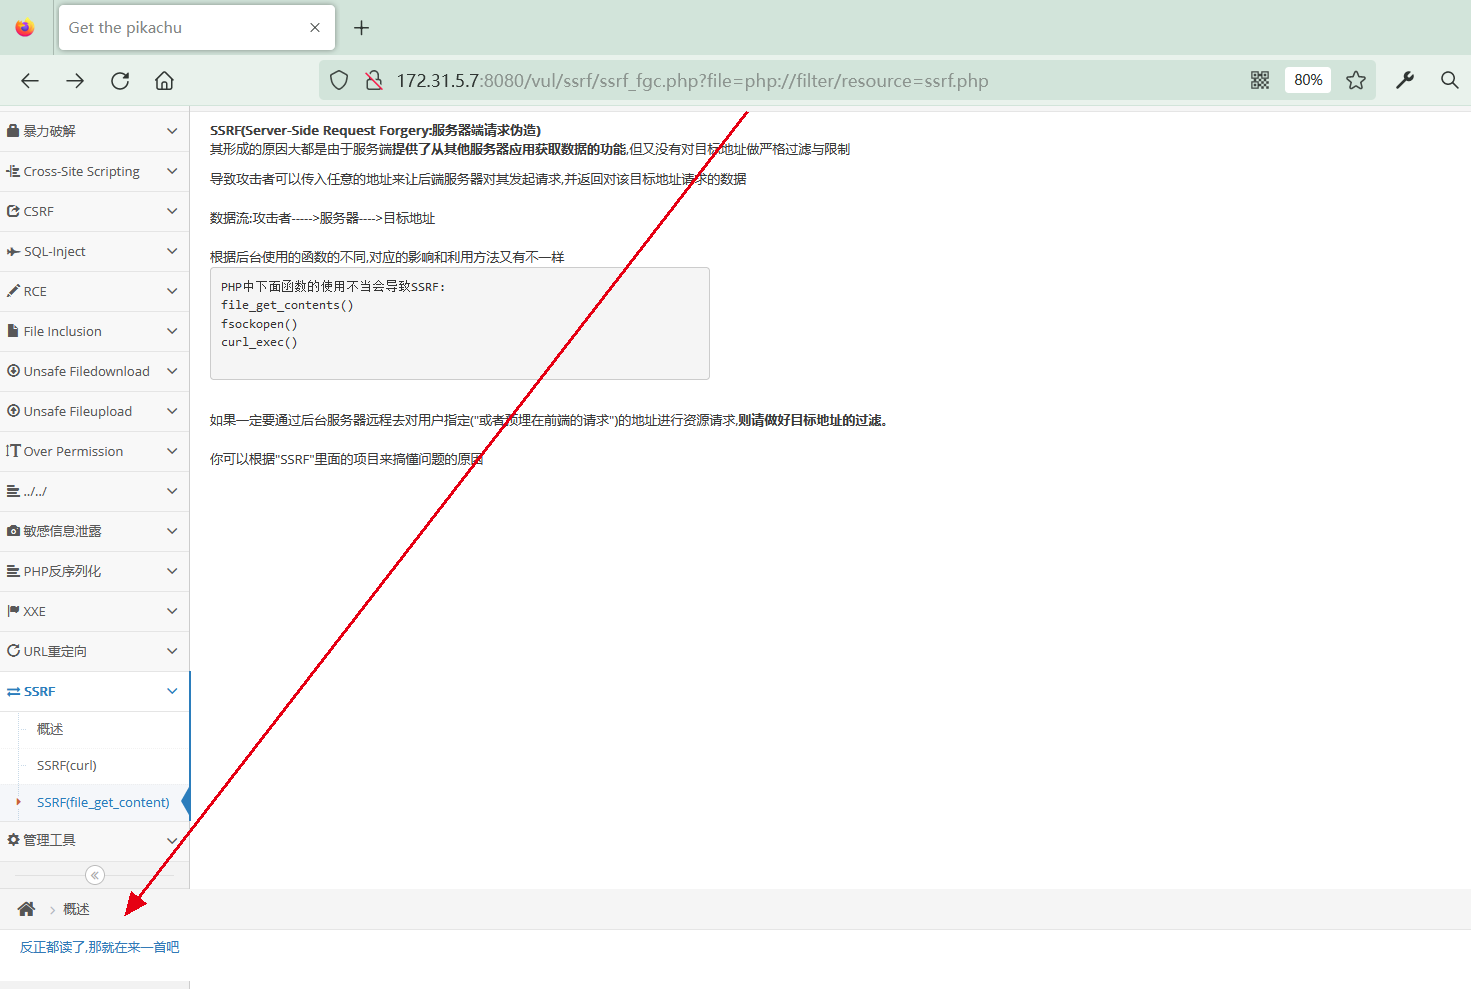 Get the pikachu
172.31.5.7:8080/vul/ssrf/ssrf_fgc.php?file=php://filter/resource=ssrf.php
80%
暴力破解
Cross-Site Scripting
CSRF
SQL-Inject
RCE
File Inclusion
Unsafe Filedownload
Unsafe Fileupload
Over Permission
../../
敏感信息泄露
PHP反序列化
XXE
URL重定向
SSRF
概述
SSRF(curl)
SSRF(file_get_content)
管理工具
SSRF(Server-Side Request Forgery:服务器端请求伪造)
其形成的原因大都是由于服务端提供了从其他服务器应用获取数据的功能,但又没有对目标地址做严格过滤与限制
导致攻击者可以传入任意的地址来让后端服务器对其发起请求,并返回对该目标地址请求的数据
数据流:攻击者----->服务器---->目标地址
根据后台使用的函数的不同,对应的影响和利用方法又有不一样
PHP中下面函数的使用不当会导致SSRF:
file_get_contents()
fsockopen()
curl_exec()
如果一定要通过后台服务器远程去对用户指定("或者预埋在前端的请求")的地址进行资源请求,则请做好目标地址的过滤。
你可以根据"SSRF"里面的项目来搞懂问题的原因
概述
反正都读了,那就在来一首吧